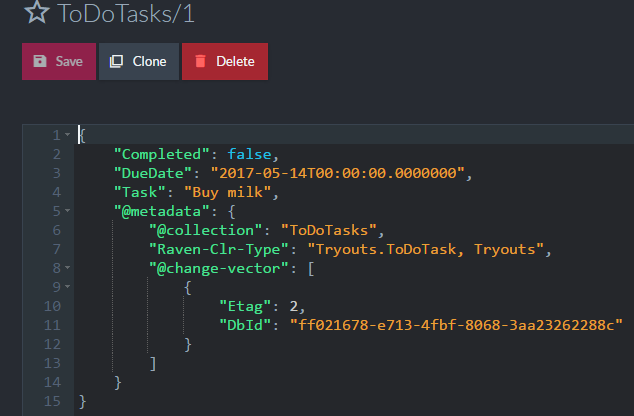 ToDoTasks/1
Save Clone Delete
1 {
2 "Completed": false,
3 "DueDate": "2017-05-14T00:00:00.0000000",
4 "Task": "Buy milk",
5 "@metadata": {
6 "@collection": "ToDoTasks",
7 "Raven-Clr-Type": "Tryouts.ToDoTask, Tryouts",
8 "@change-vector": [
9 {
10 "Etag": 2,
11 "DbId": "ff021678-e713-4fbf-8068-3aa23262288c"
12 }
13 ]
14 }
15 }